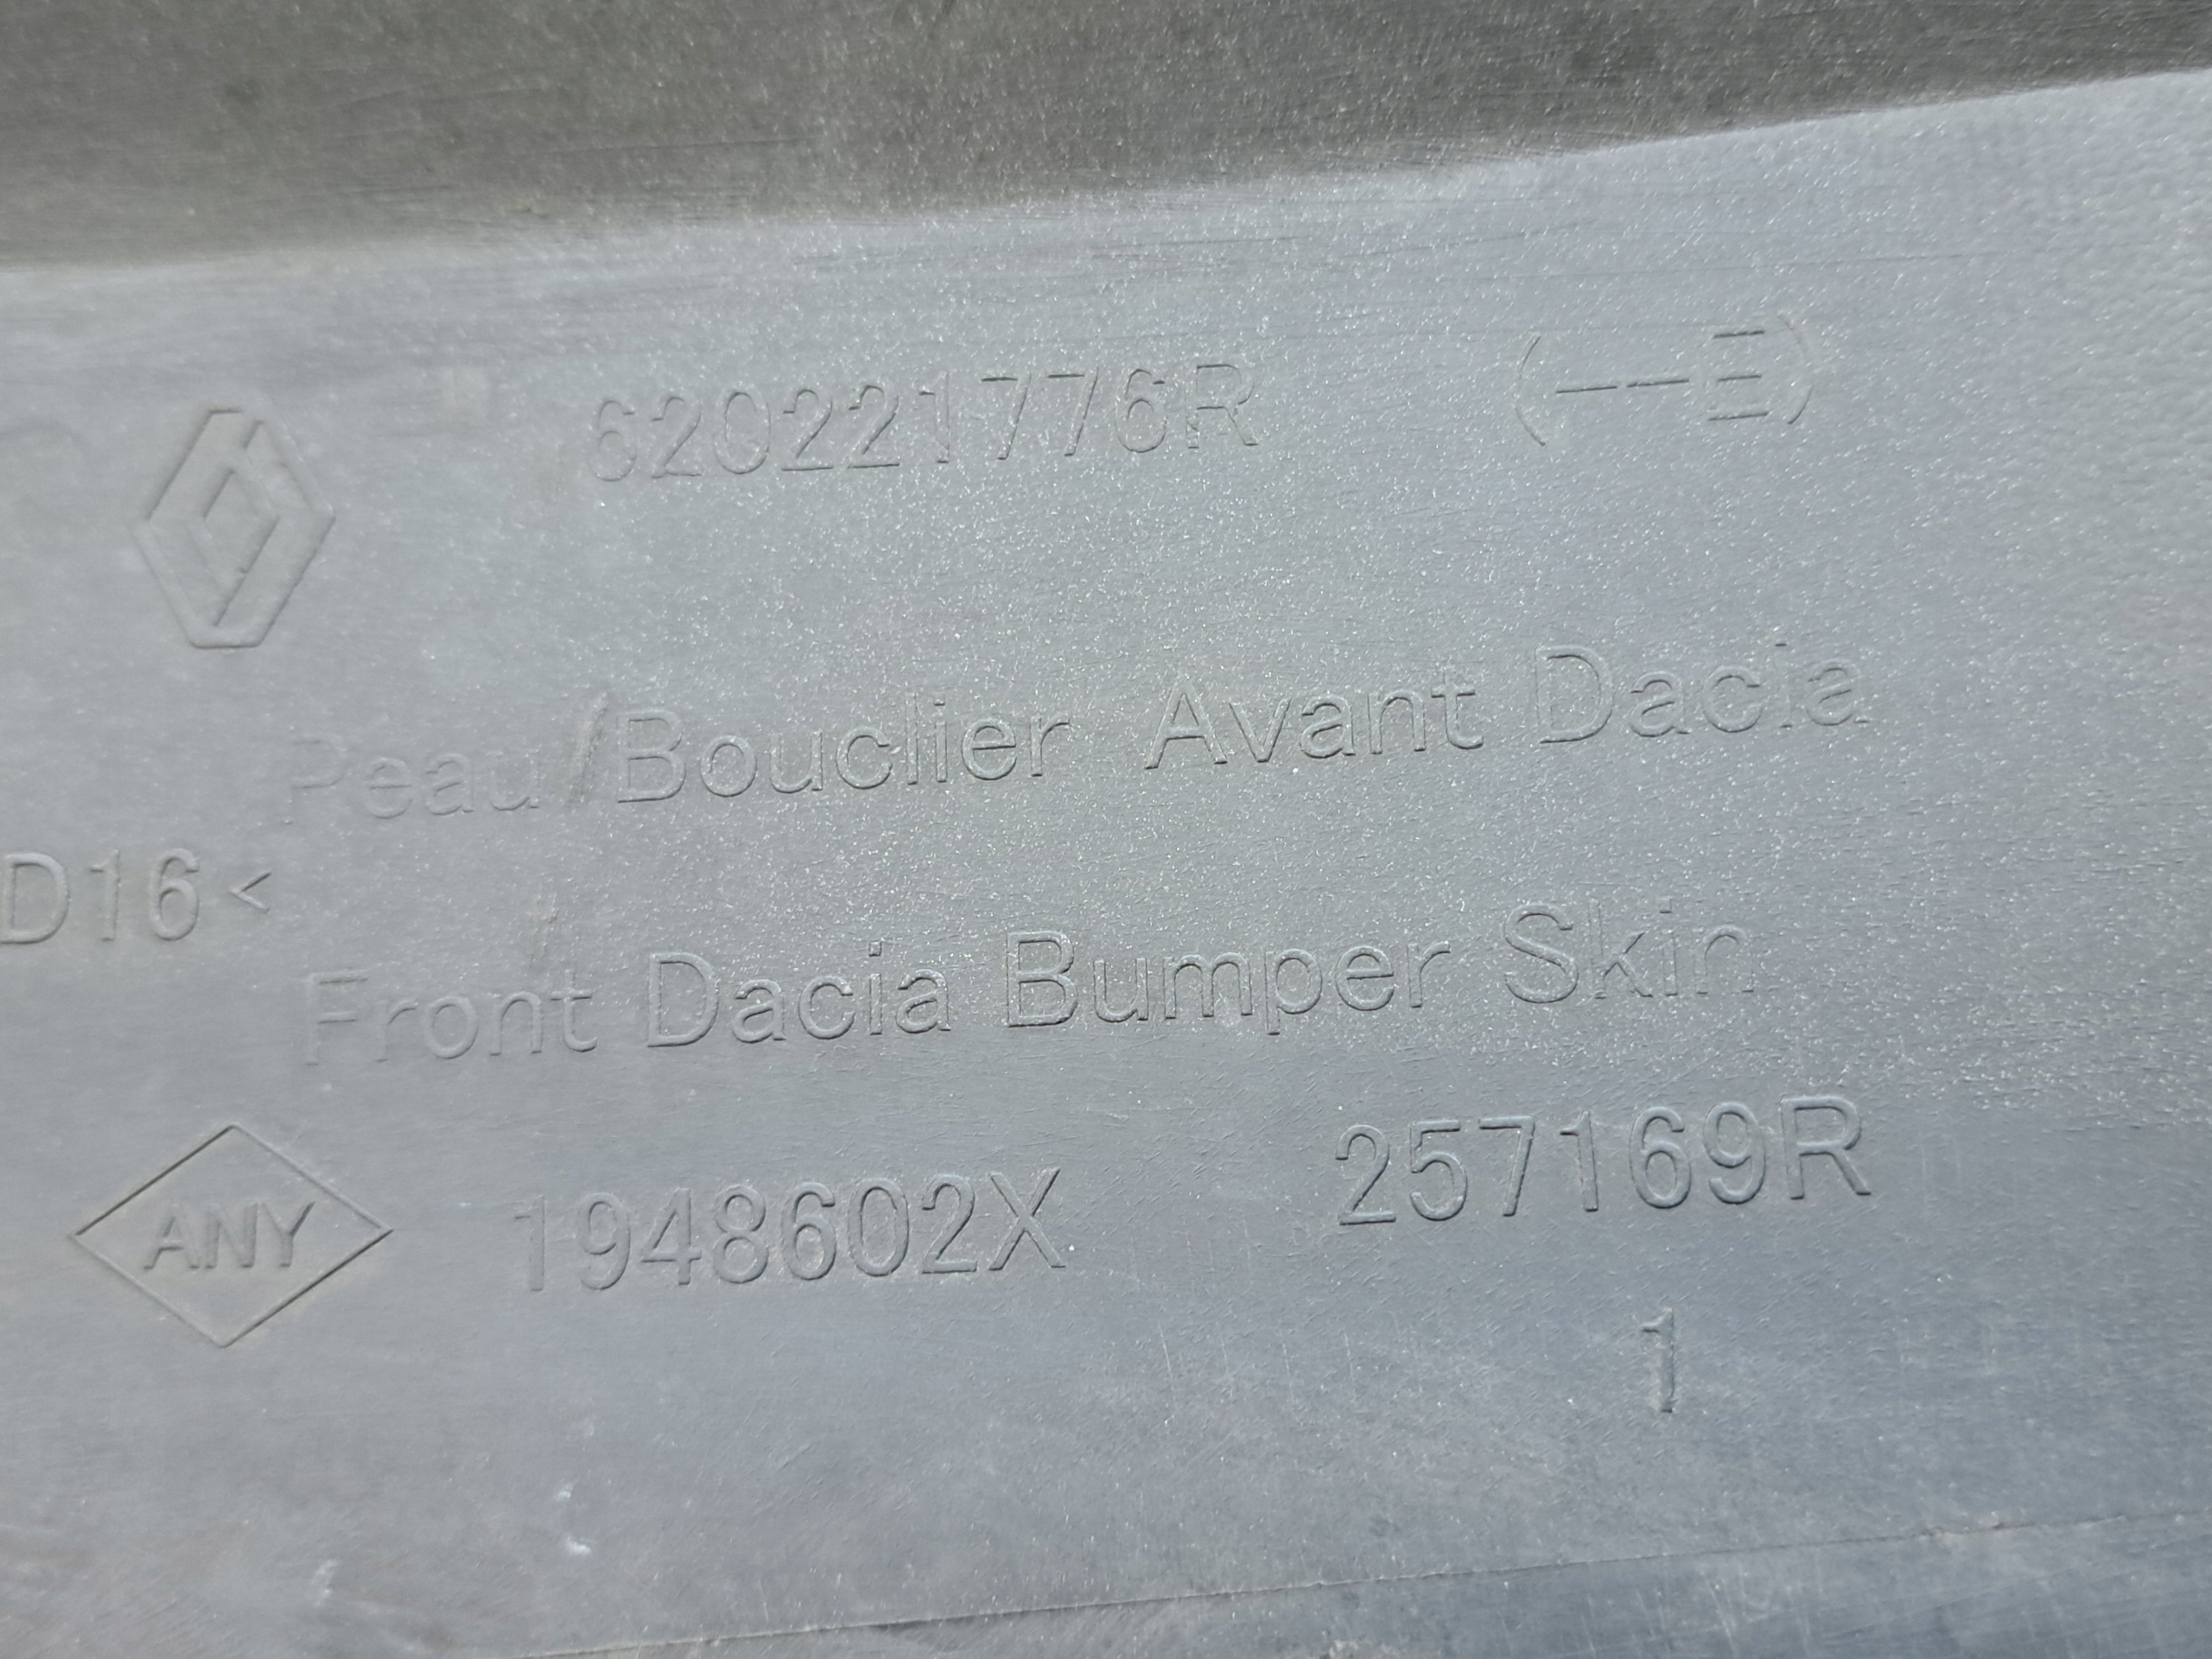 620221776R (--E)
Peau/Bouclier Avant Dacia
D16<
Front Dacia Bumper Skin
ANY 1948602X 257169R
1